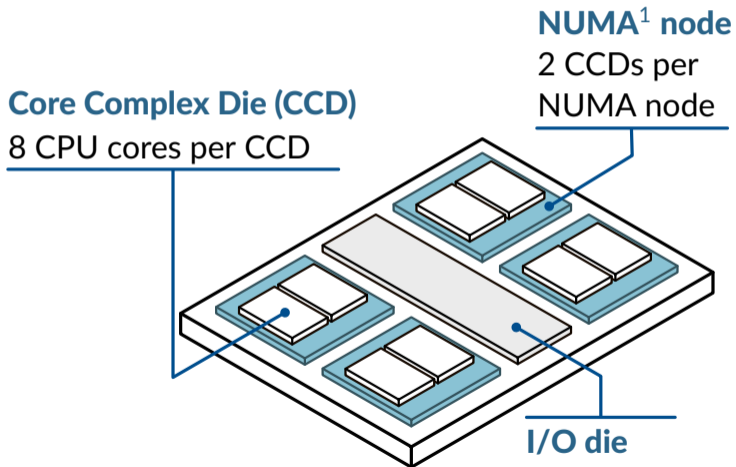 NUMA¹ node
2 CCDs per
NUMA node
Core Complex Die (CCD)
8 CPU cores per CCD
I/O die